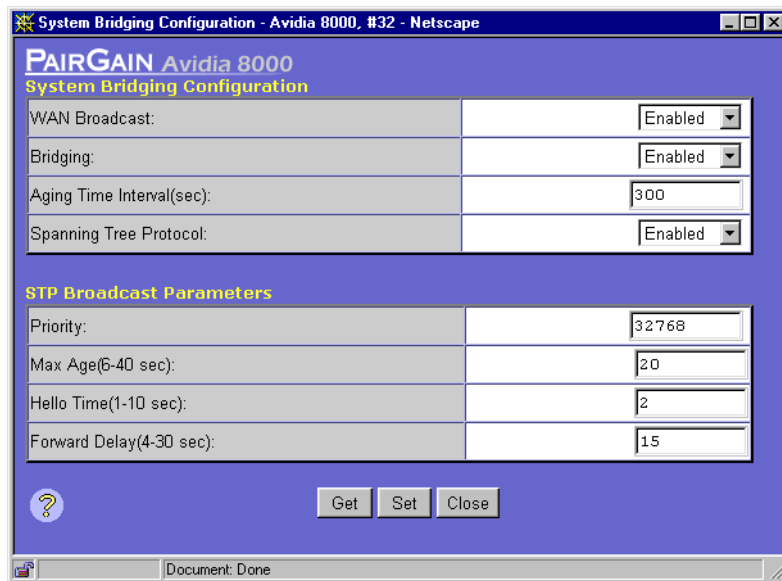 System Bridging Configuration - Avidia 8000, #32 - Netscape
PAIRGAIN Avidia 8000
System Bridging Configuration
WAN Broadcast: Enabled
Bridging: Enabled
Aging Time Interval(sec): 300
Spanning Tree Protocol: Enabled
STP Broadcast Parameters
Priority: 32768
Max Age(6-40 sec): 20
Hello Time(1-10 sec): 2
Forward Delay(4-30 sec): 15
? Get Set Close
Document: Done